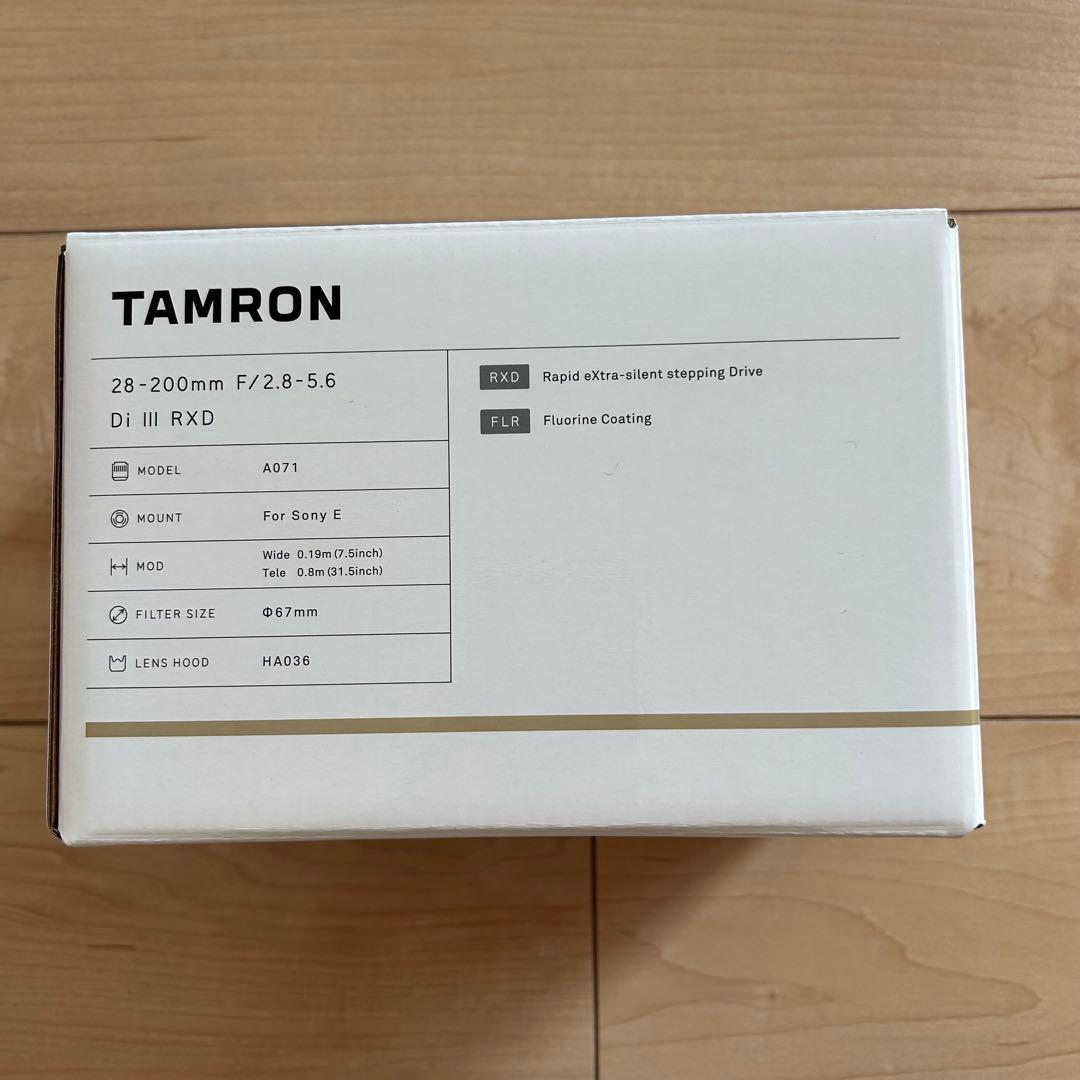 TAMRON
28-200mm F/2.8-5.6
Di III RXD
MODEL A071
MOUNT For Sony E
MOD Wide 0.19m (7.5inch)
Tele 0.8m (31.5inch)
FILTER SIZE Φ67mm
LENS HOOD HA036
RXD Rapid eXtra-silent stepping Drive
FLR Fluorine Coating